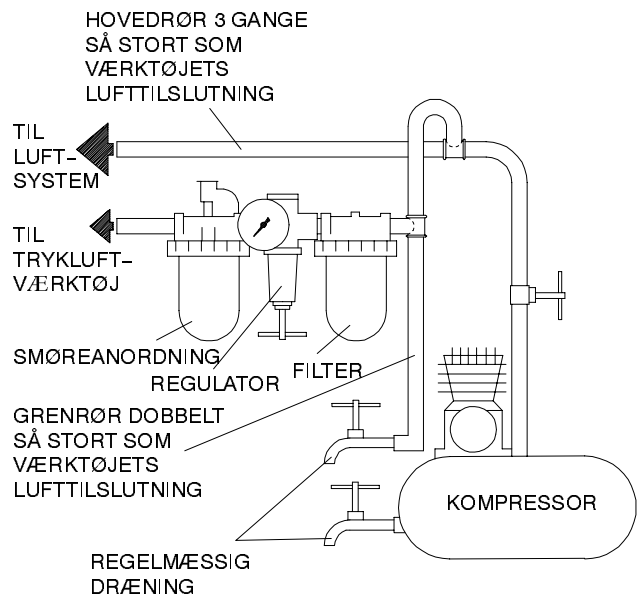 HOVEDRØR 3 GANGE
SÅ STORT SOM
VÆRKTØJETS
LUFTTILSLUTNING
TIL
LUFT–
SYSTEM
TIL
TRYKLUFT–
VÆRKTØJ
SMØREANORDNING
REGULATOR
FILTER
GRENRØR DOBBELT
SÅ STORT SOM
VÆRKTØJETS
LUFTTILSLUTNING
KOMPRESSOR
REGELMÆSSIG
DRÆNING